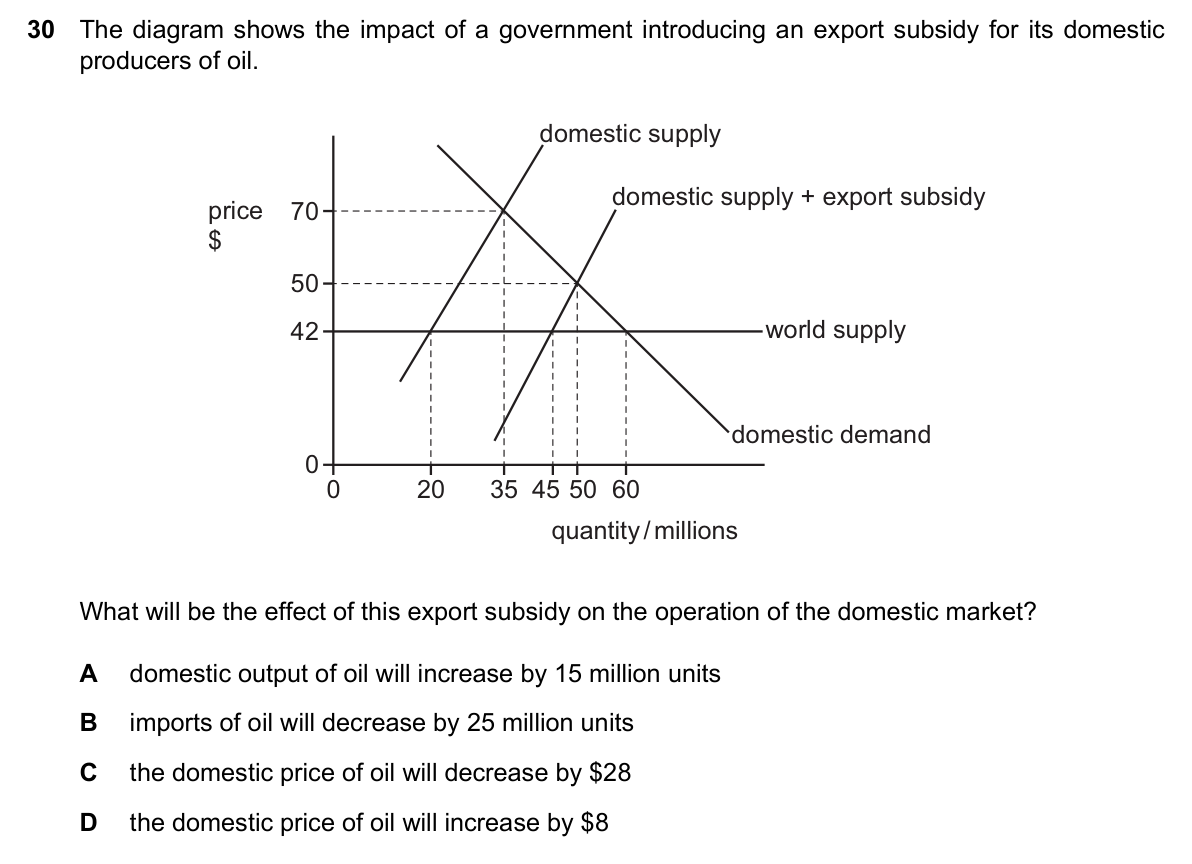 30 The diagram shows the impact of a government introducing an export subsidy for its domestic
producers of oil.
domestic supply
domestic supply + export subsidy
price
$
70
50
42
world supply
domestic demand
0
0 20 35 45 50 60
quantity / millions
What will be the effect of this export subsidy on the operation of the domestic market?
A domestic output of oil will increase by 15 million units
B imports of oil will decrease by 25 million units
C the domestic price of oil will decrease by $28
D the domestic price of oil will increase by $8